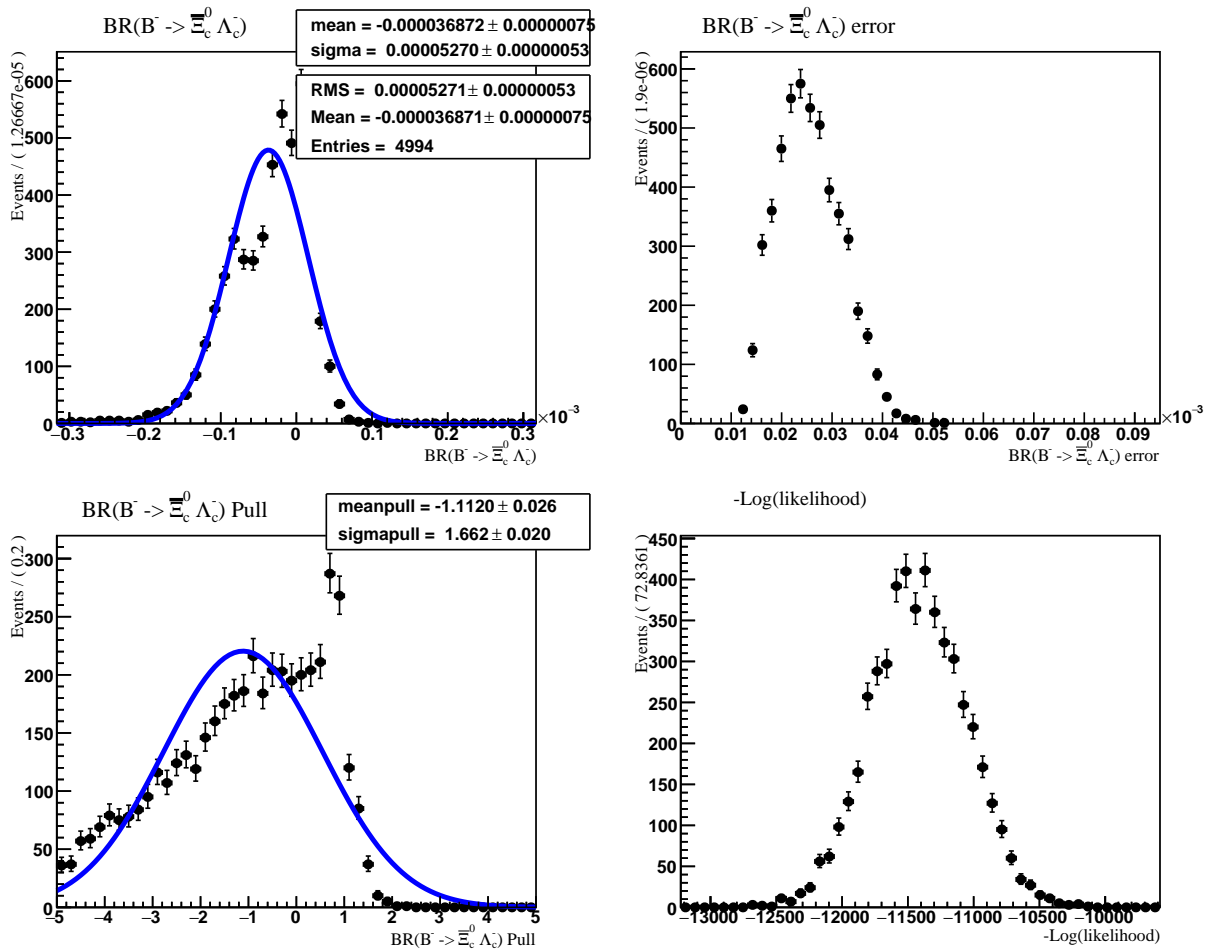 BR(B⁻ -> Ξ̅c⁰ Λc⁻)
mean = -0.000036872 ± 0.00000075
sigma = 0.00005270 ± 0.00000053
RMS = 0.00005271 ± 0.00000053
Mean = -0.000036871 ± 0.00000075
Entries = 4994
Events / ( 1.26667e-05 )
600
500
400
300
200
100
0
−0.3 −0.2 −0.1 0 0.1 0.2 0.3
×10⁻³
BR(B⁻ -> Ξ̅c⁰ Λc⁻)
BR(B⁻ -> Ξ̅c⁰ Λc⁻) error
Events / ( 1.9e-06 )
600
500
400
300
200
100
0
0 0.01 0.02 0.03 0.04 0.05 0.06 0.07 0.08 0.09
×10⁻³
BR(B⁻ -> Ξ̅c⁰ Λc⁻) error
BR(B⁻ -> Ξ̅c⁰ Λc⁻) Pull
meanpull = -1.1120 ± 0.026
sigmapull = 1.662 ± 0.020
Events / ( 0.2 )
300
250
200
150
100
50
0
−5 −4 −3 −2 −1 0 1 2 3 4 5
BR(B⁻ -> Ξ̅c⁰ Λc⁻) Pull
-Log(likelihood)
Events / ( 72.8361 )
450
400
350
300
250
200
150
100
50
0
−13000 −12500 −12000 −11500 −11000 −10500 −10000
-Log(likelihood)